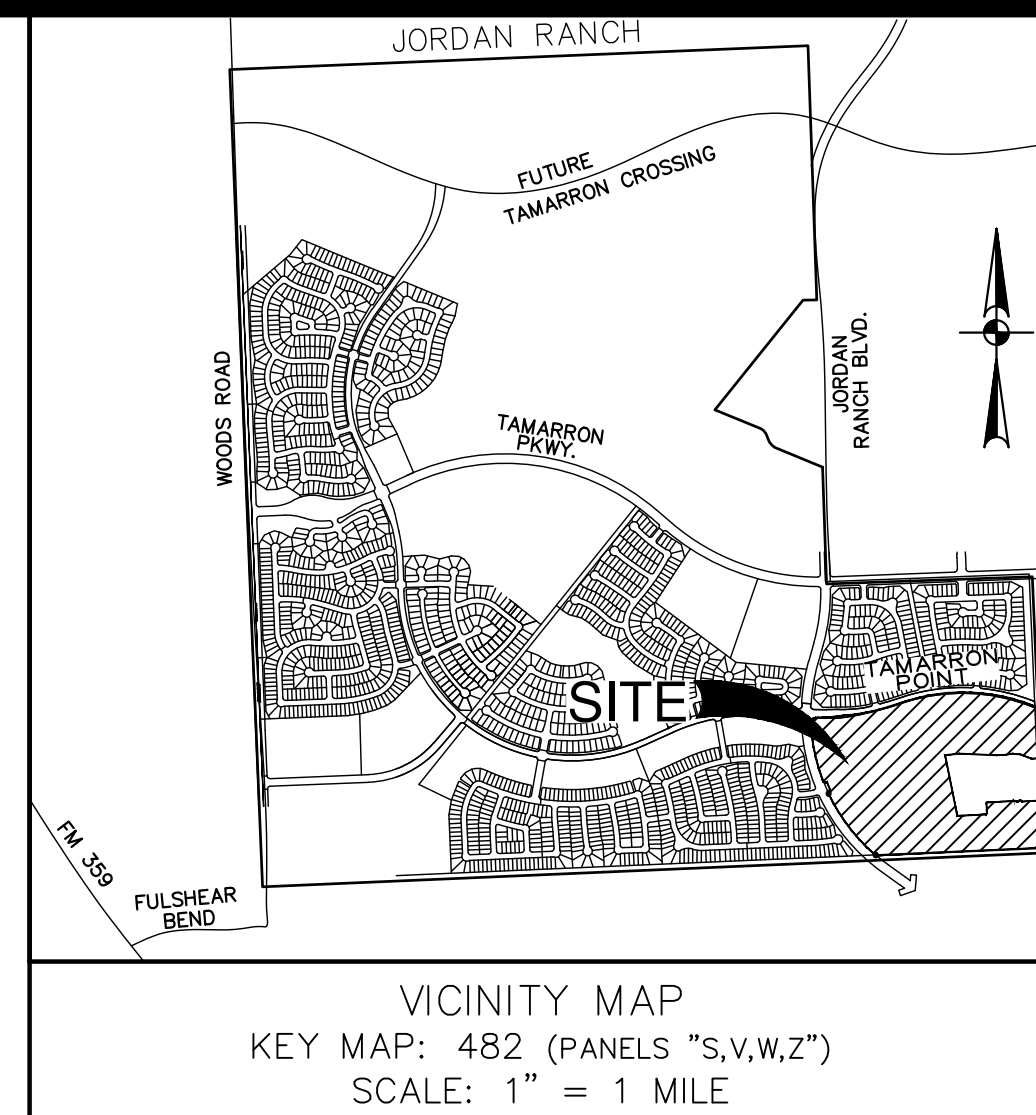 JORDAN RANCH
FUTURE
TAMARRON CROSSING
WOODS ROAD
JORDAN
RANCH BLVD.
TAMARRON
PKWY.
TAMARRON
POINT
SITE
FM 359
FULSHEAR
BEND
VICINITY MAP
KEY MAP: 482 (PANELS "S,V,W,Z")
SCALE: 1" = 1 MILE